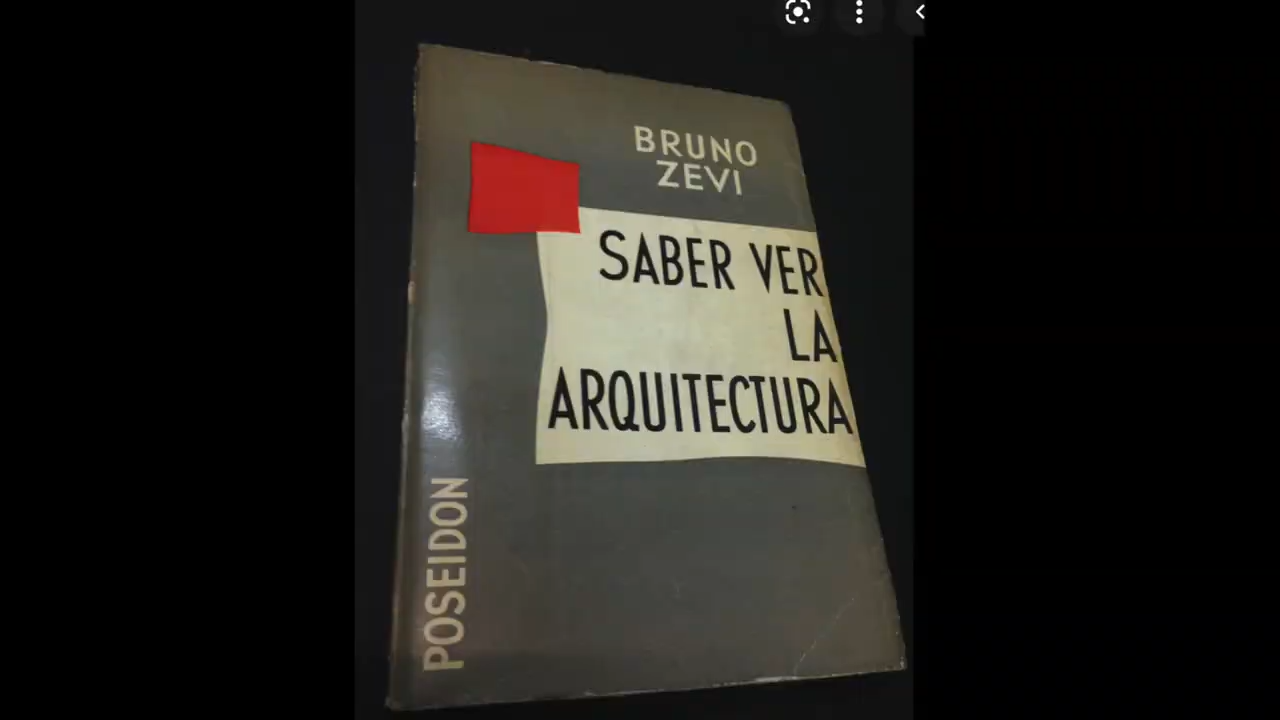 BRUNO
ZEVI
SABER VER
LA
ARQUITECTURA
POSEIDON